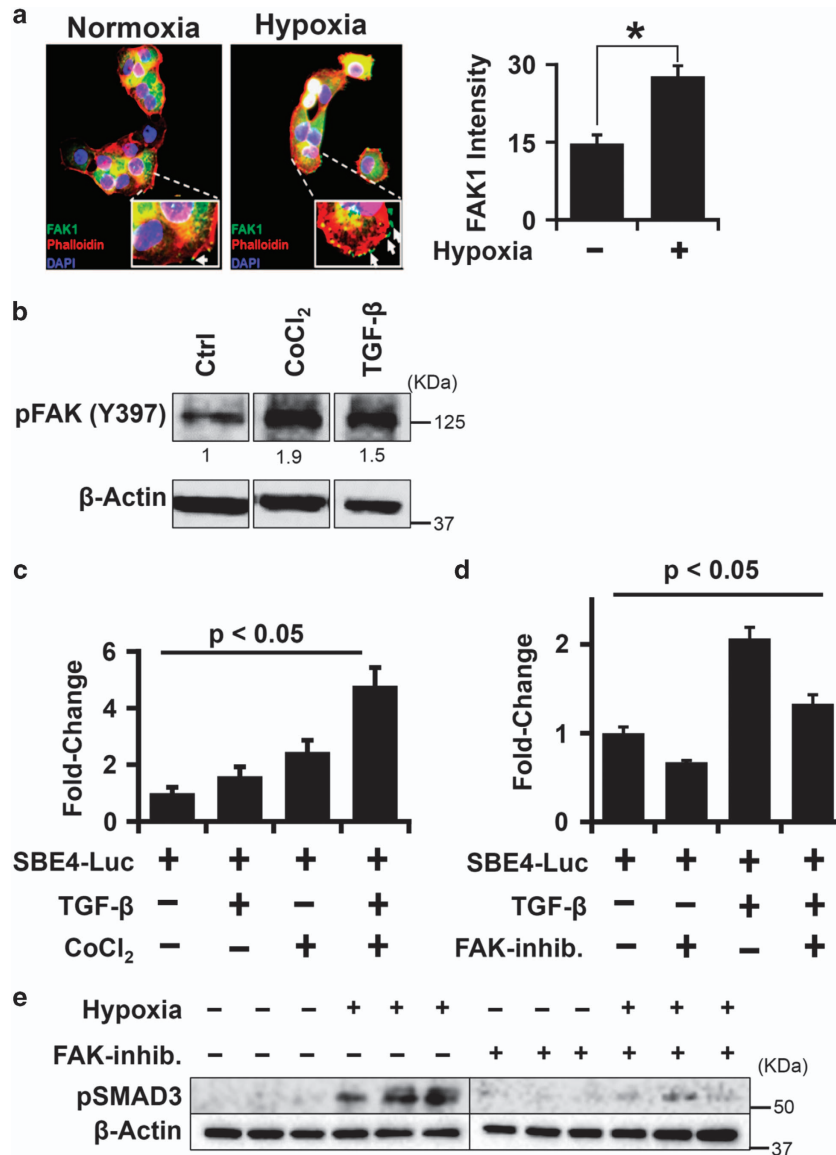 a
Normoxia
Hypoxia
FAK1
Phalloidin
DAPI
FAK1
Phalloidin
DAPI
*
FAK1 Intensity
30
15
0
Hypoxia − +
b
Ctrl
CoCl2
TGF-β
(KDa)
pFAK (Y397)
125
1 1.9 1.5
β-Actin
37
c
p < 0.05
Fold-Change
6
4
2
0
SBE4-Luc + + + +
TGF-β − + − +
CoCl2 − − + +
d
p < 0.05
Fold-Change
2
1
0
SBE4-Luc + + + +
TGF-β − − + +
FAK-inhib. − + − +
e
Hypoxia − − − + + + − − − + + +
FAK-inhib. − − − − − − + + + + + +
(KDa)
pSMAD3
50
β-Actin
37